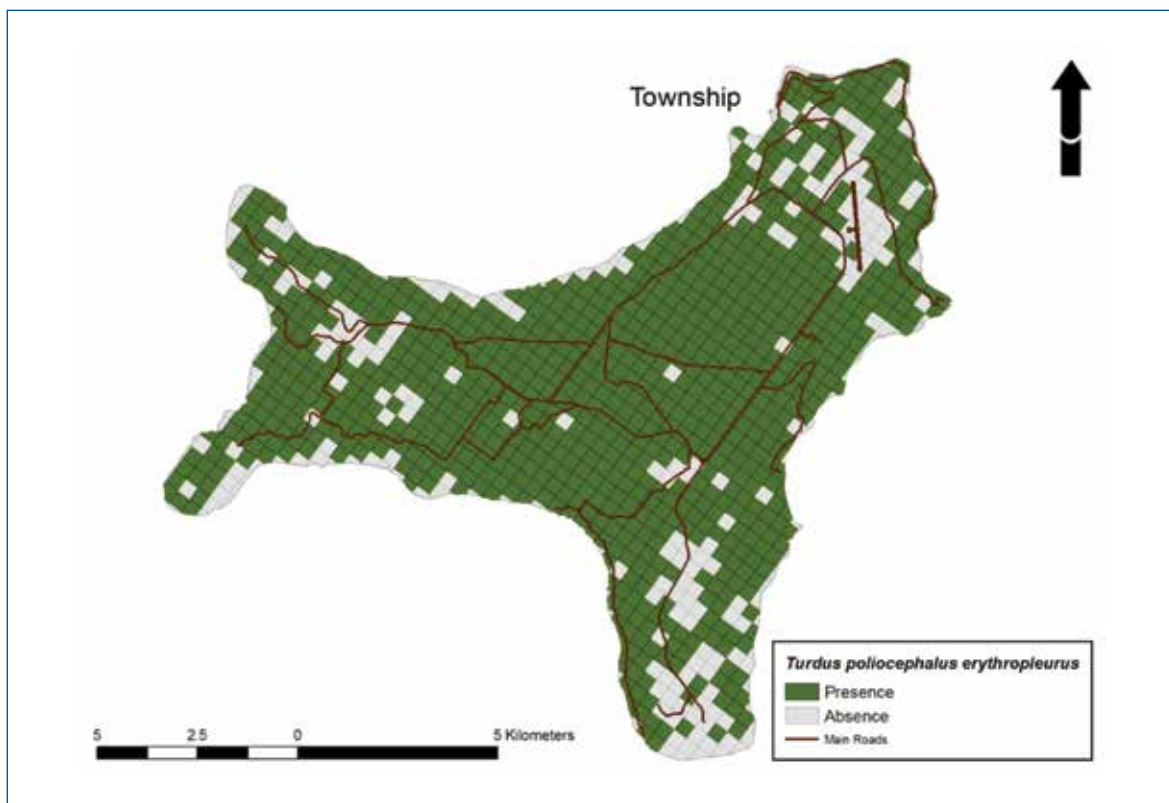 Township
Turdus poliocephalus erythropleurus
Presence
Absence
Main Roads
5 2.5 0 5 Kilometers